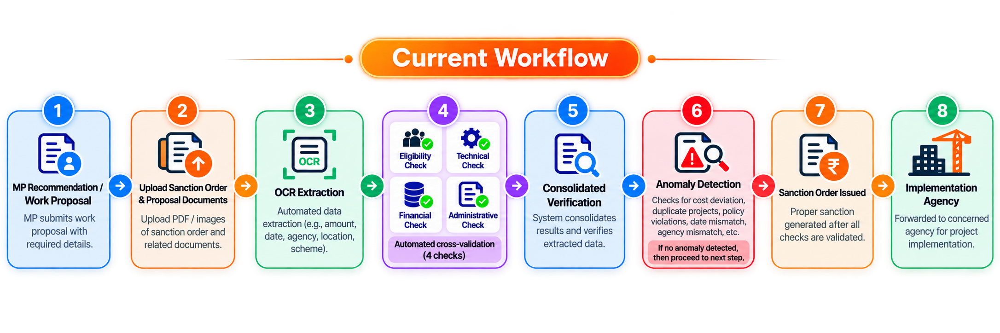 Current Workflow
1
MP Recommendation /
Work Proposal
MP submits work
proposal with
required details.
2
Upload Sanction Order
& Proposal Documents
Upload PDF / images
of sanction order and
related documents.
3
OCR
OCR Extraction
Automated data
extraction (e.g., amount,
date, agency, location,
scheme).
4
Eligibility
Check
Technical
Check
Financial
Check
Administrative
Check
Automated cross-validation
(4 checks)
5
Consolidated
Verification
System consolidates
results and verifies
extracted data.
6
Anomaly Detection
Checks for cost deviation,
duplicate projects, policy
violations, date mismatch,
agency mismatch, etc.
If no anomaly detected,
then proceed to next step.
7
₹
Sanction Order Issued
Proper sanction
generated after all
checks are validated.
8
Implementation
Agency
Forwarded to concerned
agency for project
implementation.